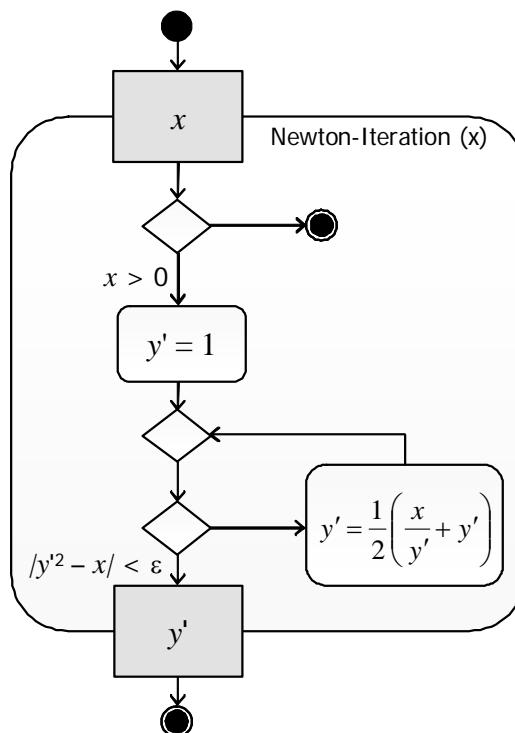 x
Newton-Iteration (x)
x > 0
y' = 1
y' = 1/2 (x/y' + y')
|y'² – x| < ε
y'